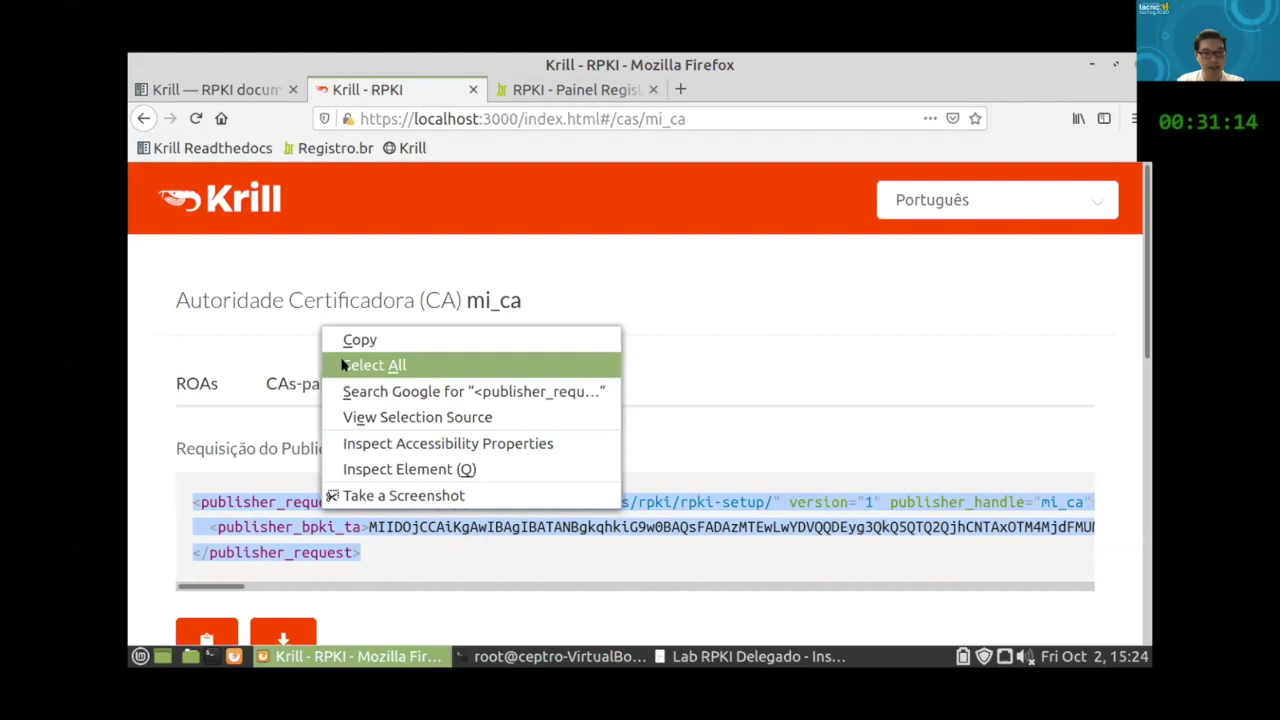 lacnic
Krill - RPKI - Mozilla Firefox
Krill — RPKI docum
Krill - RPKI
RPKI - Painel Regis
00:31:14
https://localhost:3000/index.html#/cas/mi_ca
Krill Readthedocs
Registro.br
Krill
Krill
Português
Autoridade Certificadora (CA) mi_ca
Copy
Select All
ROAs
CAs-pa
Search Google for “<publisher_requ…”
View Selection Source
Inspect Accessibility Properties
Requisição do Publi
Inspect Element (Q)
Take a Screenshot
<publisher_reque s/rpki/rpki-setup/" version="1" publisher_handle="mi_ca"
<publisher_bpki_ta>MIIDOjCCAiKgAwIBAgIBATANBgkqhkiG9w0BAQsFADAzMTEwLwYDVQQDEyg3QkQ5QTQ2QjhCNTAxOTM4MjdFMU
</publisher_request>
Krill - RPKI - Mozilla Fir...
root@ceptro-VirtualBo...
Lab RPKI Delegado - Ins...
Fri Oct 2, 15:24